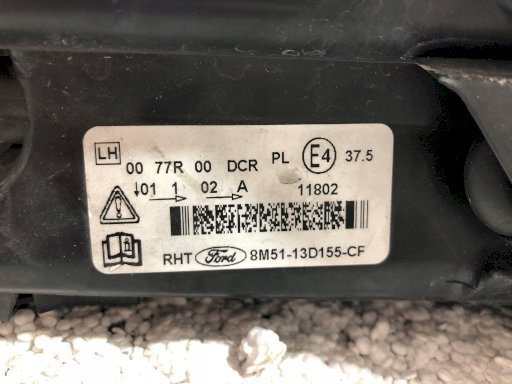 LH
00 77R 00 DCR PL E4 37.5
↓01 1 02 A 11802
RHT Ford 8M51-13D155-CF